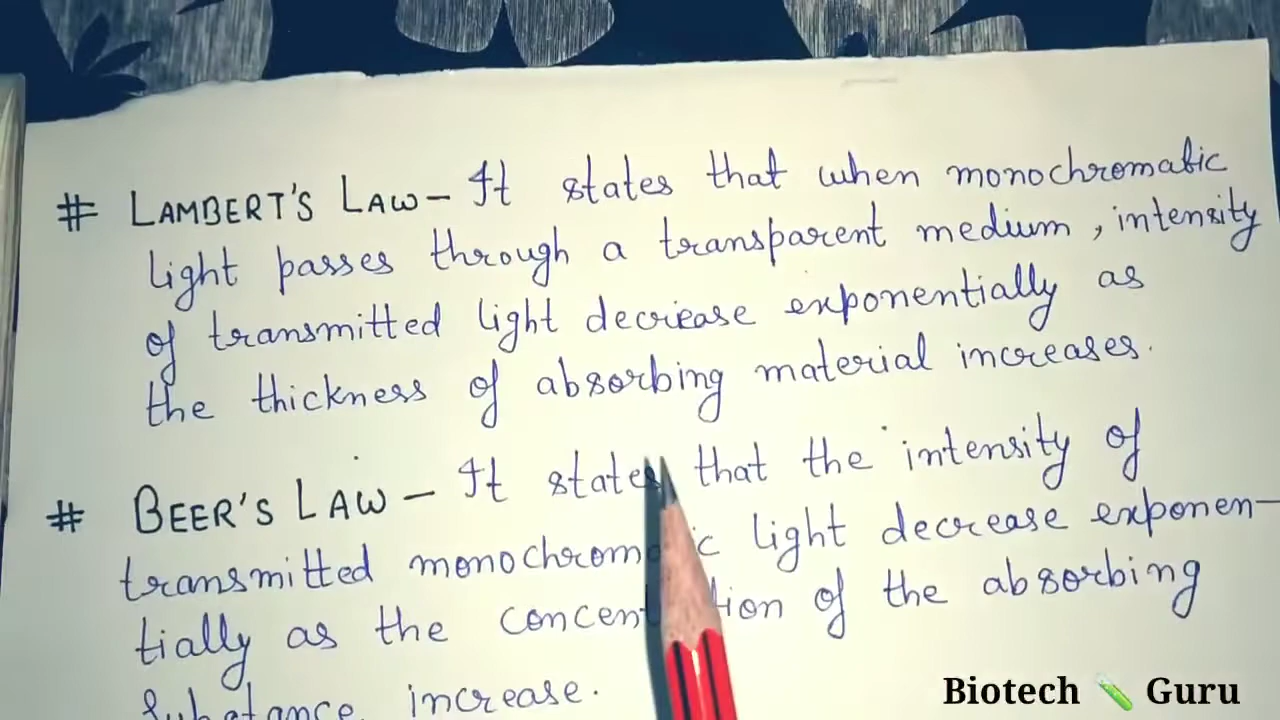 # LAMBERT'S LAW - It states that when monochromatic
light passes through a transparent medium, intensity
of transmitted light decrease exponentially as
the thickness of absorbing material increases.
# BEER'S LAW - It states that the intensity of
transmitted light decrease exponen-
tially as the of the absorbing
substance increase.
Biotech Guru